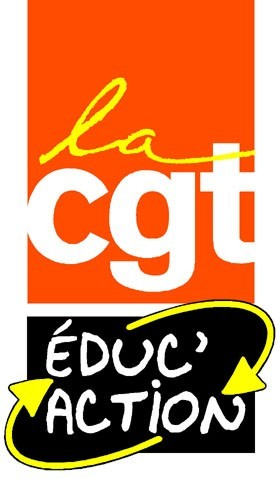 la
cgt
ÉDUC'
ACTION